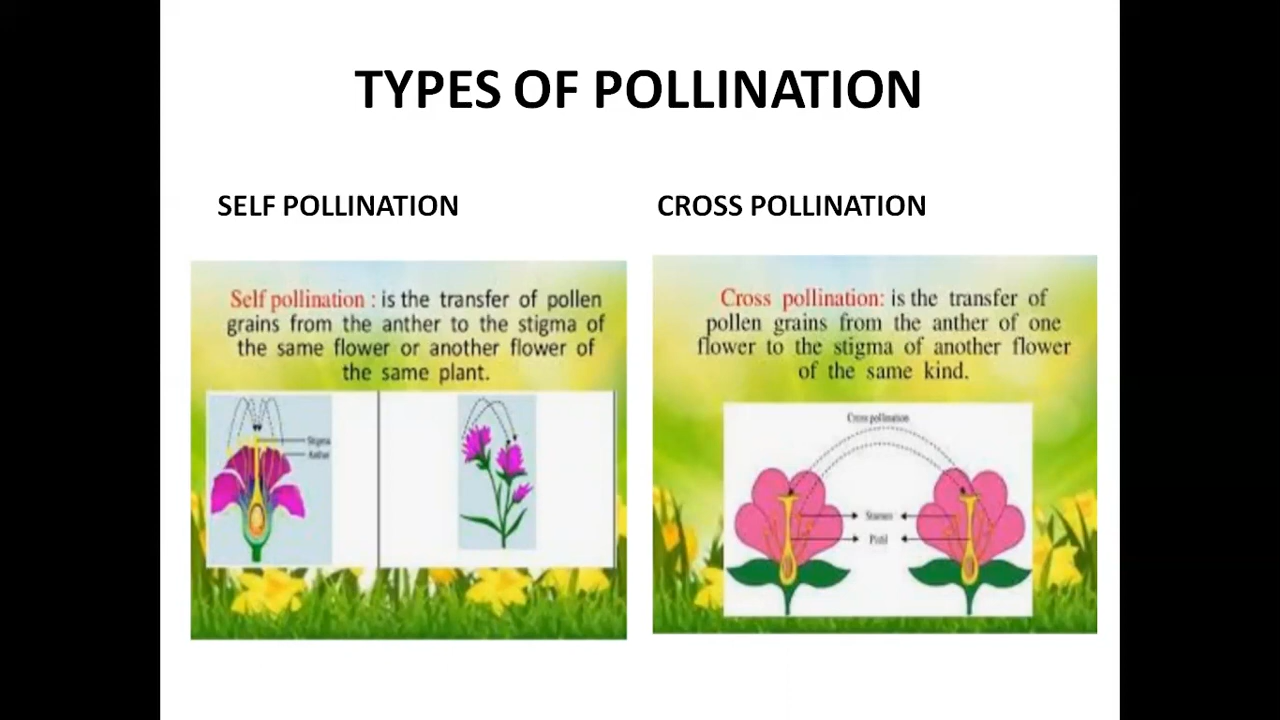 TYPES OF POLLINATION
SELF POLLINATION
Self pollination : is the transfer of pollen
grains from the anther to the stigma of
the same flower or another flower of
the same plant.
Stigma
Anther
CROSS POLLINATION
Cross pollination: is the transfer of
pollen grains from the anther of one
flower to the stigma of another flower
of the same kind.
Cross pollination
Stamen
Pistil